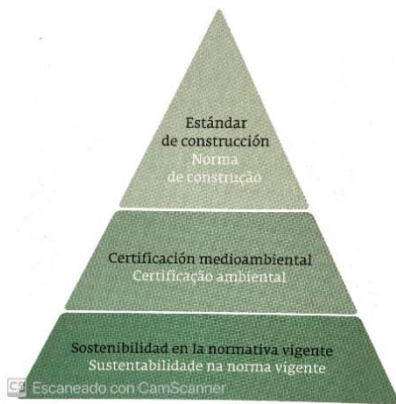 Estándar
de construcción
Norma
de construção
Certificación medioambiental
Certificação ambiental
Sostenibilidad en la normativa vigente
Sustentabilidade na norma vigente
CS Escaneado con CamScanner